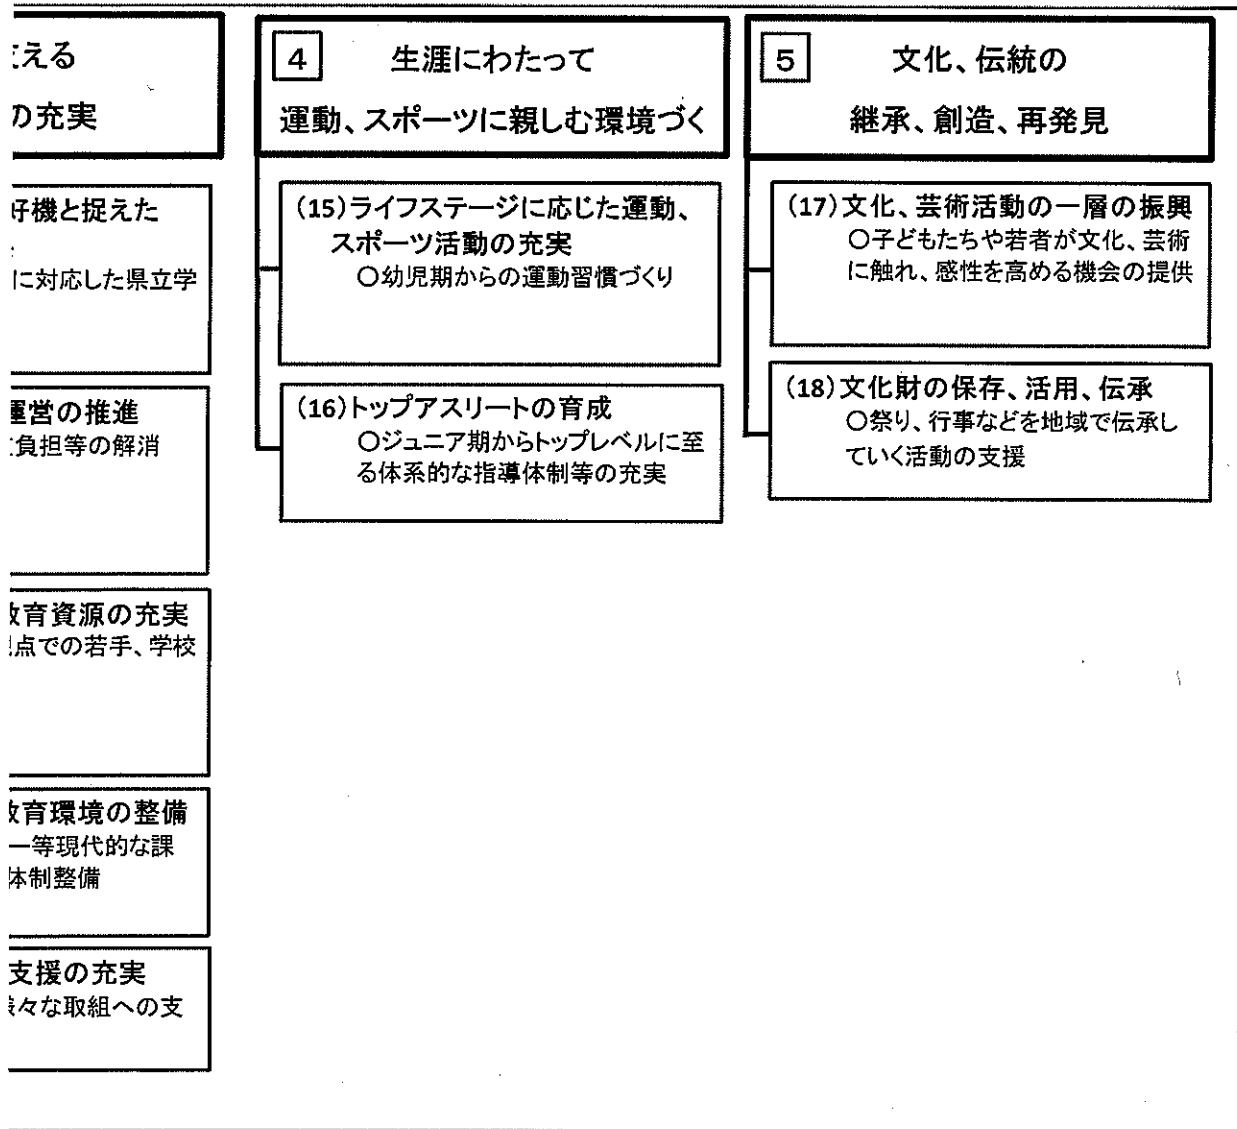 える
の充実
好機と捉えた
に対応した県立学
運営の推進
負担等の解消
教育資源の充実
点での若手、学校
教育環境の整備
ー等現代的な課
体制整備
支援の充実
々な取組への支
4 生涯にわたって
運動、スポーツに親しむ環境づく
(15)ライフステージに応じた運動、
スポーツ活動の充実
○幼児期からの運動習慣づくり
(16)トップアスリートの育成
○ジュニア期からトップレベルに至
る体系的な指導体制等の充実
5 文化、伝統の
継承、創造、再発見
(17)文化、芸術活動の一層の振興
○子どもたちや若者が文化、芸術
に触れ、感性を高める機会の提供
(18)文化財の保存、活用、伝承
○祭り、行事などを地域で伝承し
ていく活動の支援